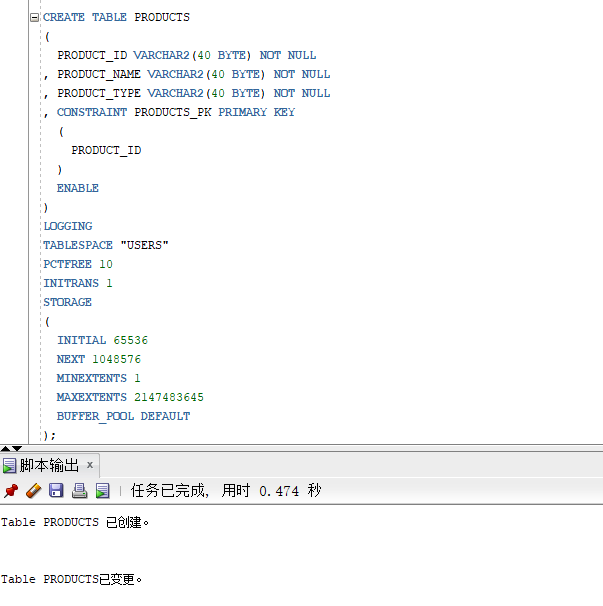 CREATE TABLE PRODUCTS
(
  PRODUCT_ID VARCHAR2(40 BYTE) NOT NULL
, PRODUCT_NAME VARCHAR2(40 BYTE) NOT NULL
, PRODUCT_TYPE VARCHAR2(40 BYTE) NOT NULL
, CONSTRAINT PRODUCTS_PK PRIMARY KEY
  (
    PRODUCT_ID
  )
  ENABLE
)
LOGGING
TABLESPACE "USERS"
PCTFREE 10
INITRANS 1
STORAGE
(
  INITIAL 65536
  NEXT 1048576
  MINEXTENTS 1
  MAXEXTENTS 2147483645
  BUFFER_POOL DEFAULT
);
脚本输出 x
任务已完成, 用时 0.474 秒
Table PRODUCTS 已创建。
Table PRODUCTS已变更。